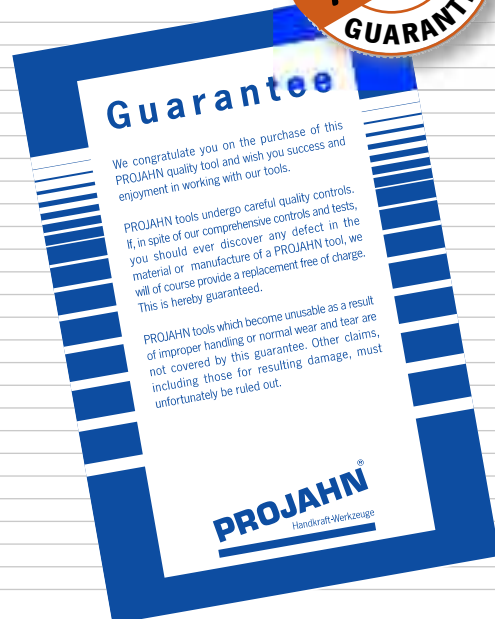 GUARANT
Guarantee
We congratulate you on the purchase of this
PROJAHN quality tool and wish you success and
enjoyment in working with our tools.
PROJAHN tools undergo careful quality controls.
If, in spite of our comprehensive controls and tests,
you should ever discover any defect in the
material or manufacture of a PROJAHN tool, we
will of course provide a replacement free of charge.
This is hereby guaranteed.
PROJAHN tools which become unusable as a result
of improper handling or normal wear and tear are
not covered by this guarantee. Other claims,
including those for resulting damage, must
unfortunately be ruled out.
PROJAHN®
Handkraft-Werkzeuge